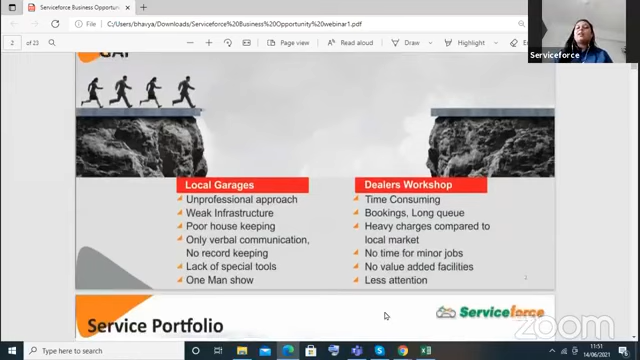 Serviceforce Business Opportunity
C:/Users/bhavya/Downloads/Serviceforce%20Business%20Opportunity%20webinar1.pdf
2 of 23
Page view
Read aloud
Draw
Highlight
Erase
Serviceforce
GAP
Local Garages
Unprofessional approach
Weak Infrastructure
Poor house keeping
Only verbal communication,
No record keeping
Lack of special tools
One Man show
Dealers Workshop
Time Consuming
Bookings, Long queue
Heavy charges compared to
local market
No time for minor jobs
No value added facilities
Less attention
Service Portfolio
Serviceforce
zoom
Type here to search
11:51
14/06/2021